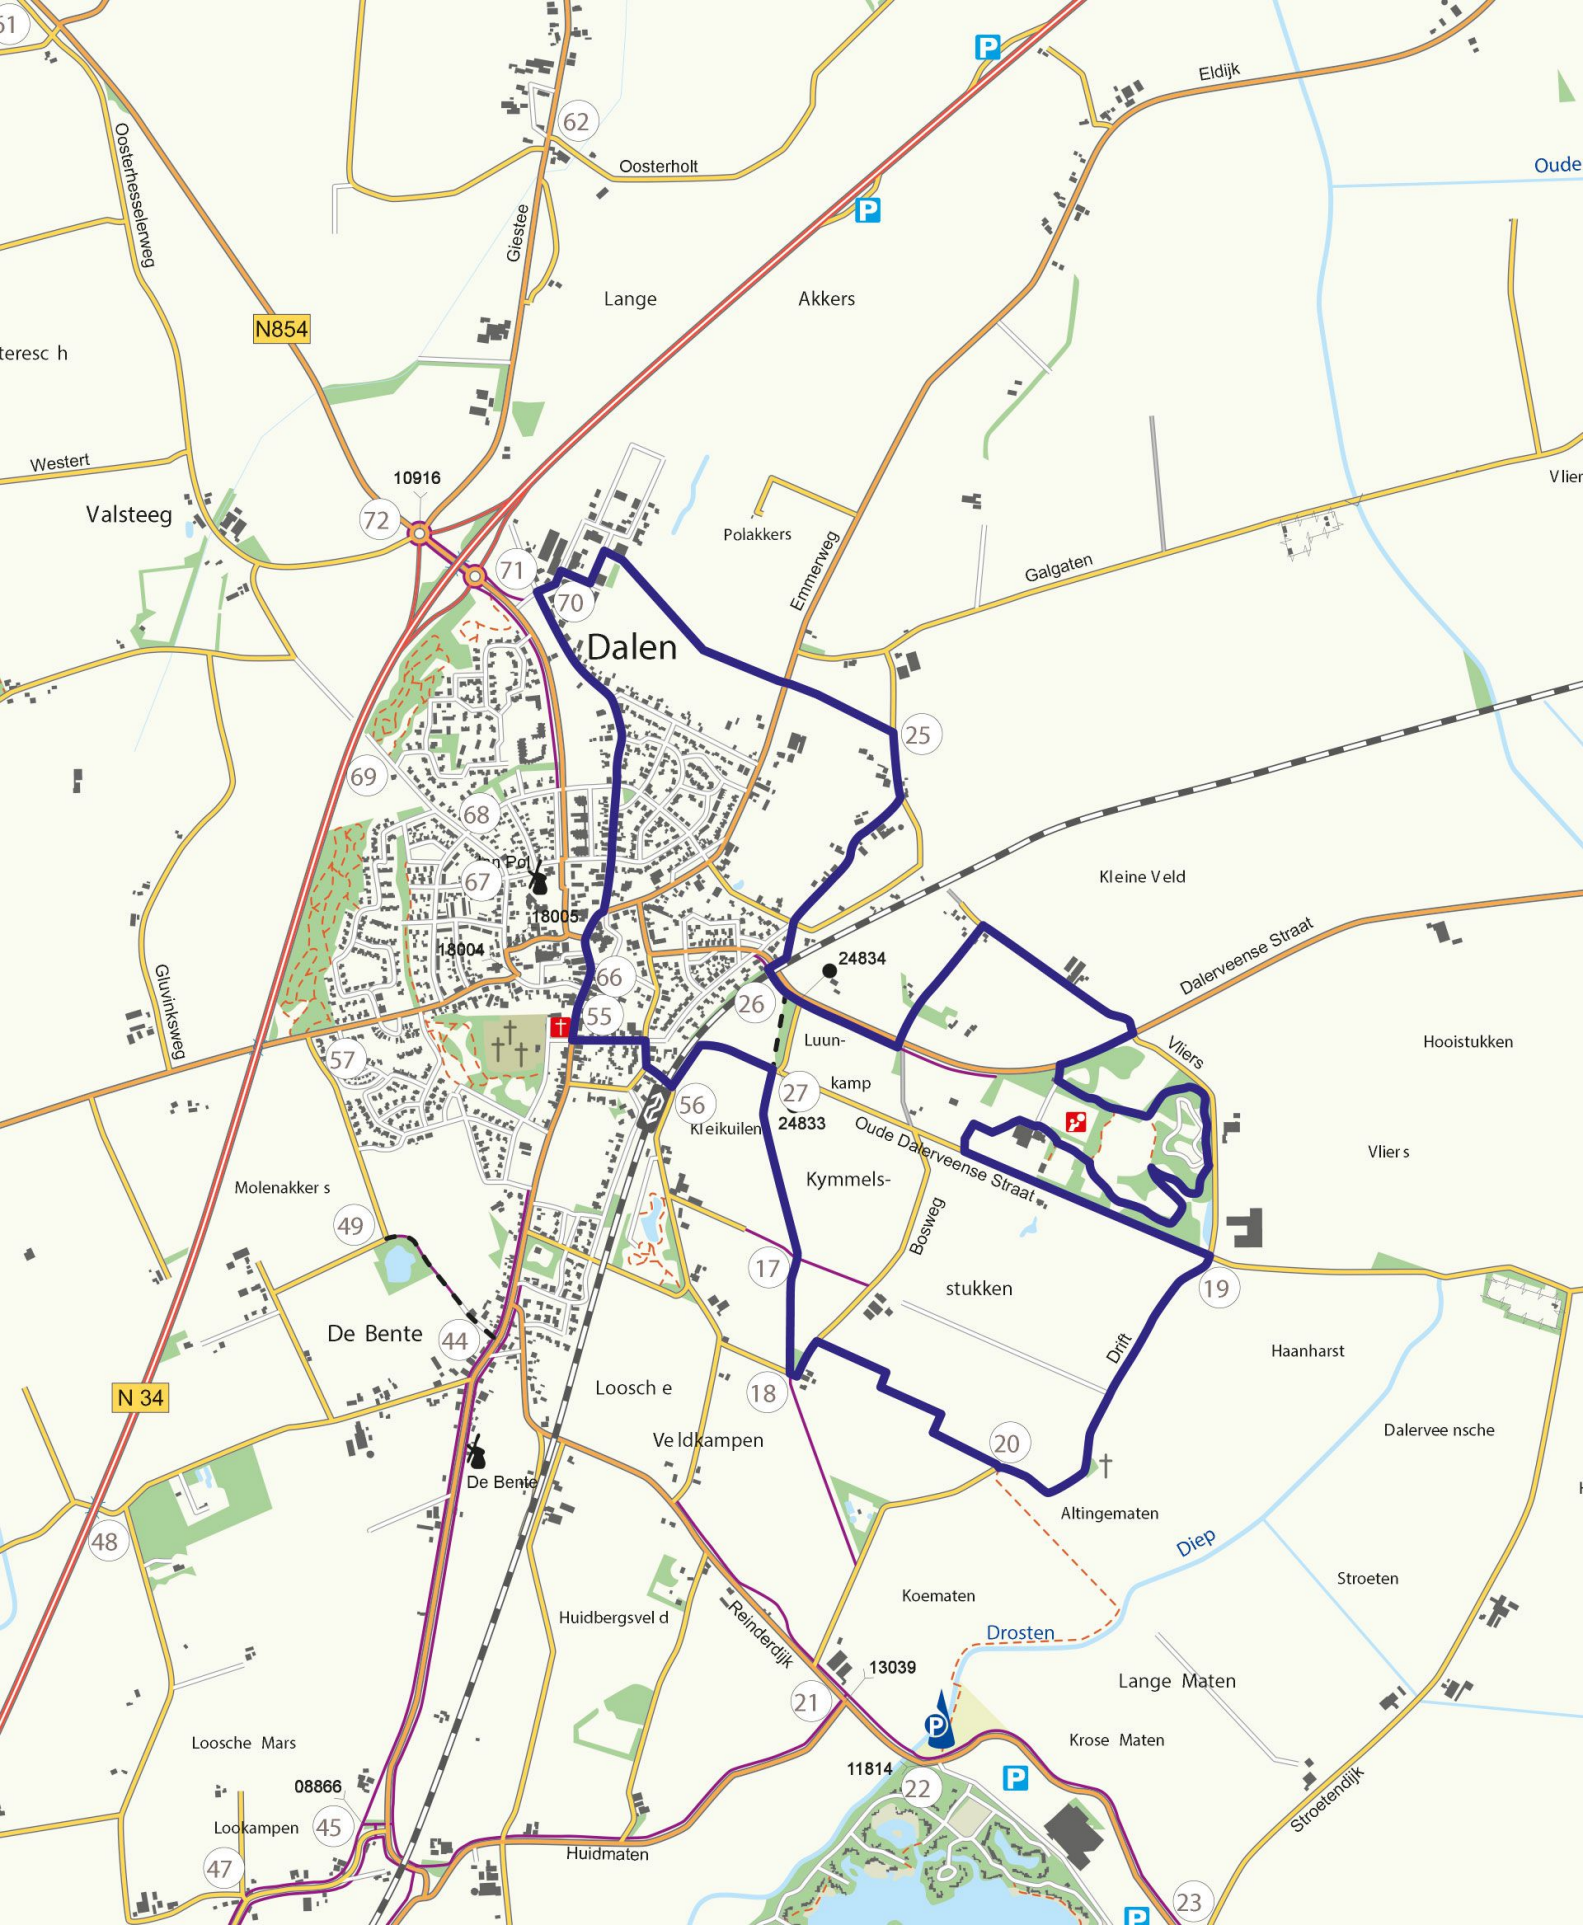 61
P
Eldijk
62
Oosterholt
Oude
Oosterhesselerweg
P
Giestee
Lange
Akkers
N854
teresc h
Westert
10916
Vlier
Valsteeg
72
Polakkers
71
Galgaten
Emmerweg
70
Dalen
25
69
68
67
Kleine Veld
18005
18004
Dalerveense Straat
24834
66
26
55
Gluvinksweg
Luun-
Hooistukken
57
Vliers
kamp
27
56
24833
Kleikuilen
Oude Dalerveense Straat
Vliers
Kymmels-
Molenakker s
49
Bosweg
17
stukken
19
De Bente
44
Drift
Haanharst
N 34
Loosch e
18
Dalervee nsche
Ve ldkampen
20
De Bente
Altingematen
48
Diep
Koematen
Stroeten
Huidbergsvel d
Reinderdijk
Drosten
13039
Lange Maten
21
P
Loosche Mars
Krose Maten
11814
P
08866
22
Stroetendijk
Lookampen
45
Huidmaten
47
23
P